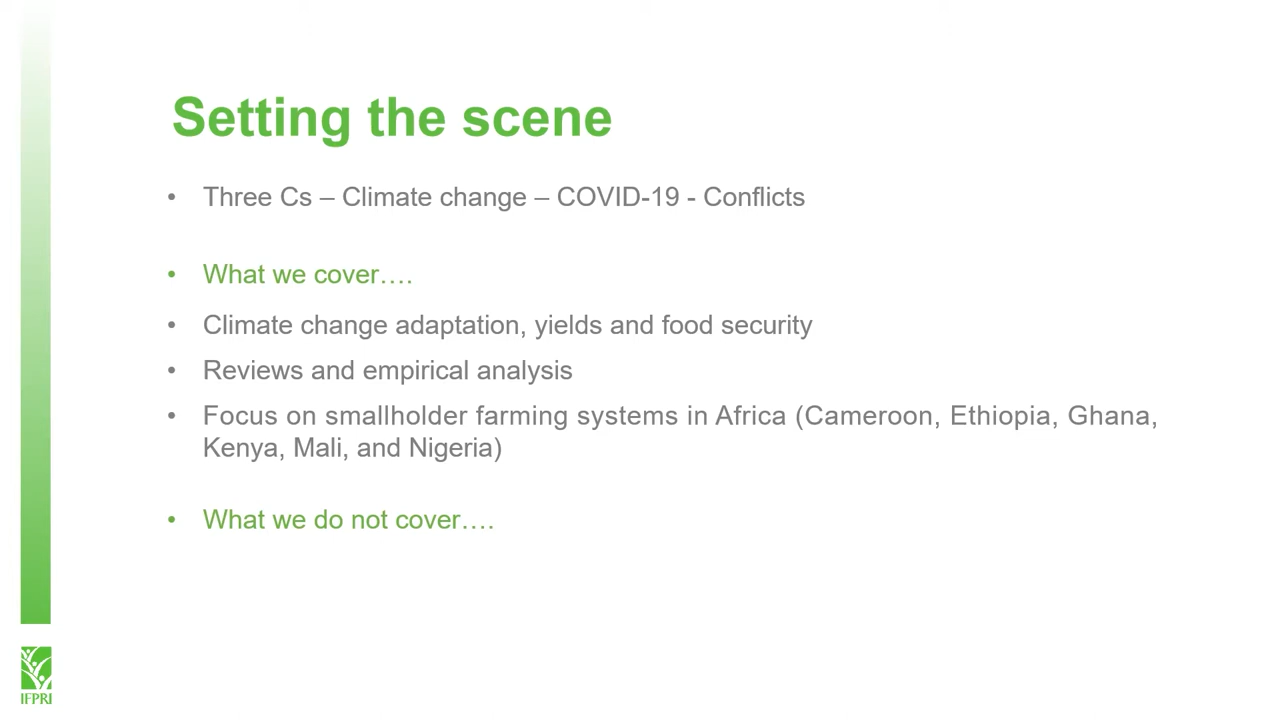 Setting the scene
• Three Cs – Climate change – COVID-19 - Conflicts
• What we cover….
• Climate change adaptation, yields and food security
• Reviews and empirical analysis
• Focus on smallholder farming systems in Africa (Cameroon, Ethiopia, Ghana,
Kenya, Mali, and Nigeria)
• What we do not cover….
IFPRI